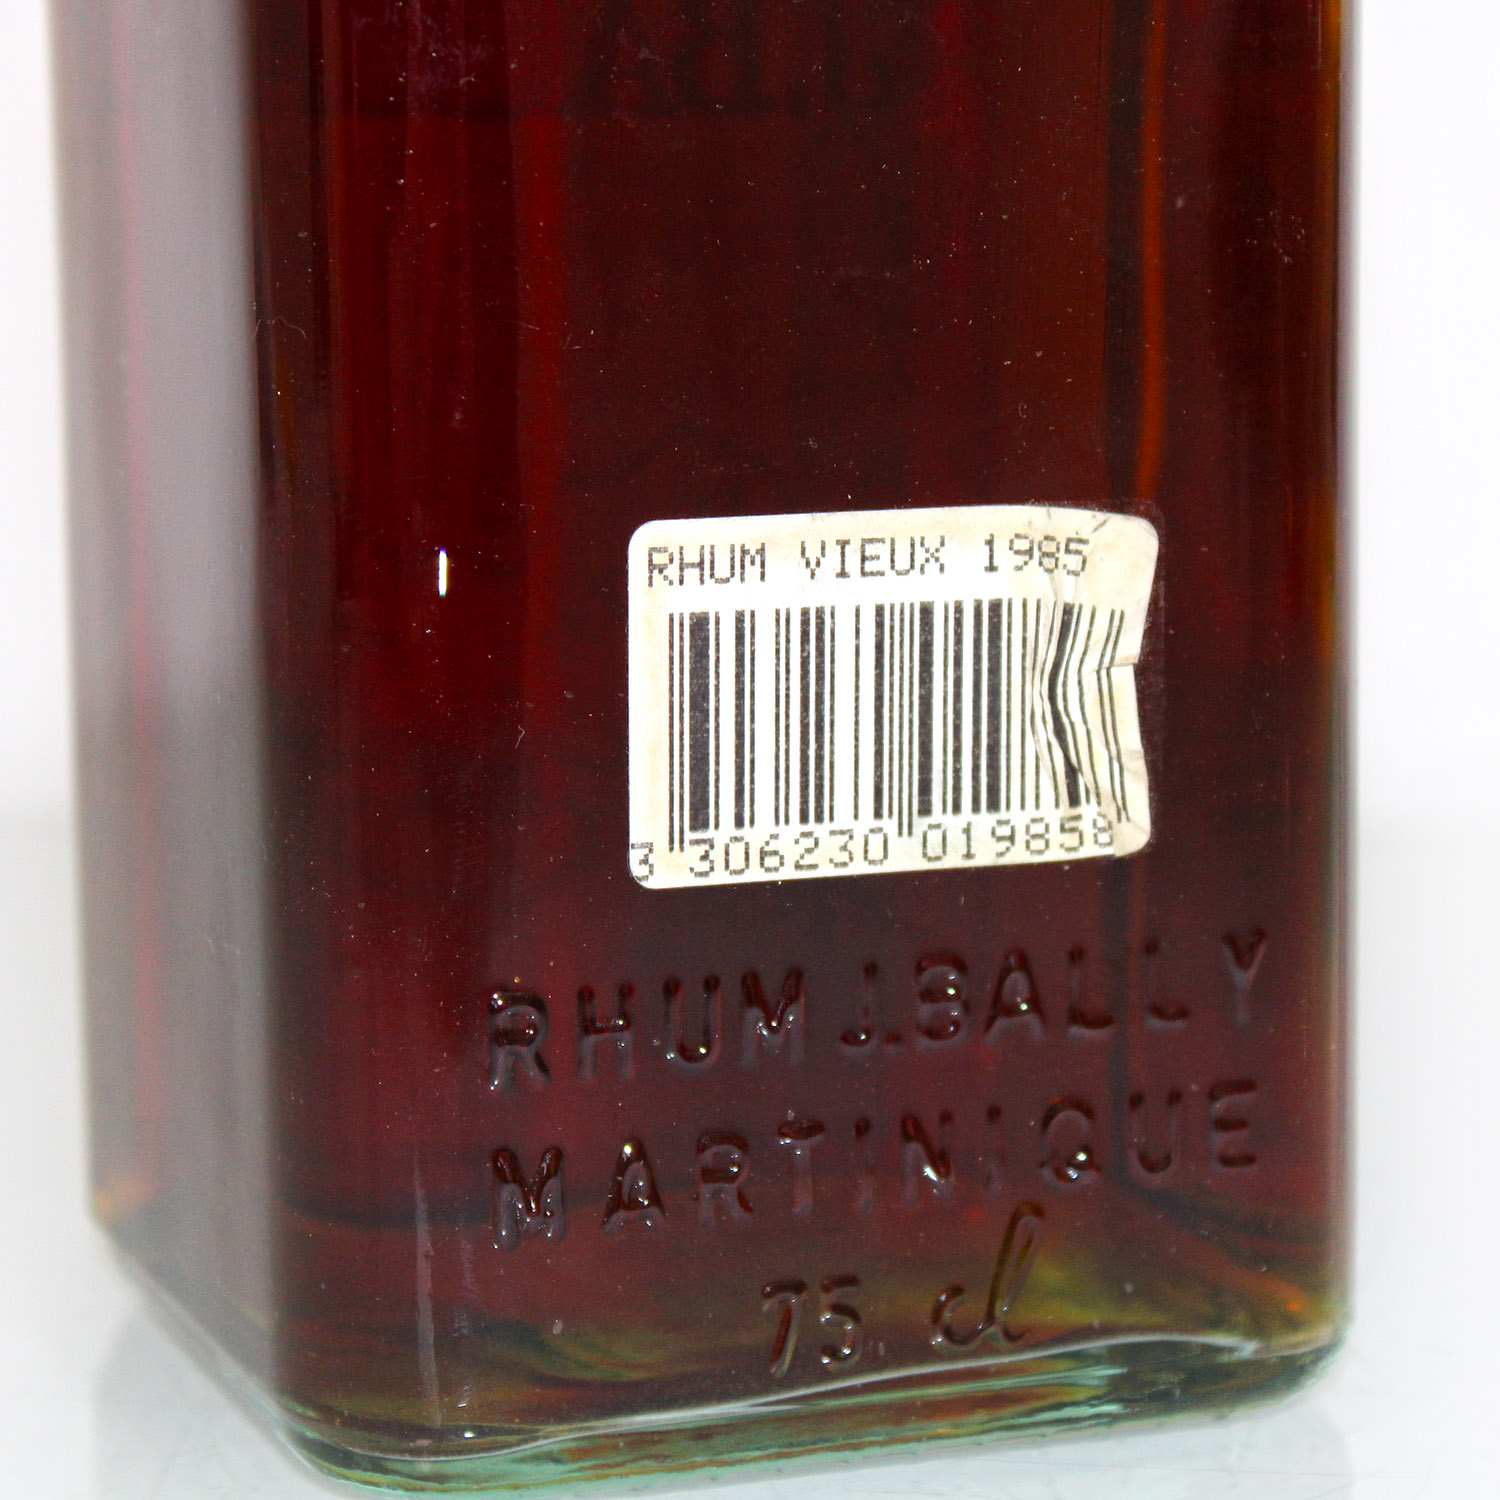 RHUM VIEUX 1985
3 306230 019858
RHUM J.BALLY
MARTINIQUE
75 cl